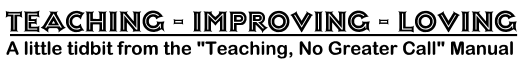 TEACHING - IMPROVING - LOVING
A little tidbit from the "Teaching, No Greater Call" Manual